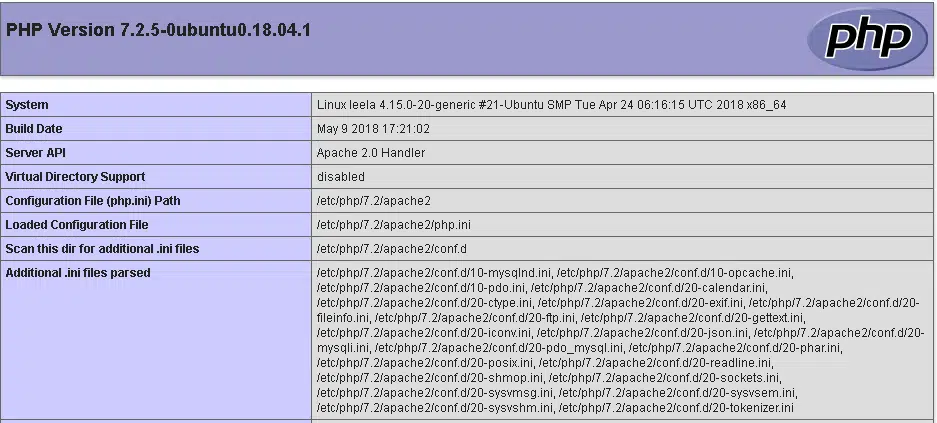 PHP Version 7.2.5-0ubuntu0.18.04.1
php
System Linux leela 4.15.0-20-generic #21-Ubuntu SMP Tue Apr 24 06:16:15 UTC 2018 x86_64
Build Date May 9 2018 17:21:02
Server API Apache 2.0 Handler
Virtual Directory Support disabled
Configuration File (php.ini) Path /etc/php/7.2/apache2
Loaded Configuration File /etc/php/7.2/apache2/php.ini
Scan this dir for additional .ini files /etc/php/7.2/apache2/conf.d
Additional .ini files parsed /etc/php/7.2/apache2/conf.d/10-mysqlnd.ini, /etc/php/7.2/apache2/conf.d/10-opcache.ini,
/etc/php/7.2/apache2/conf.d/10-pdo.ini, /etc/php/7.2/apache2/conf.d/20-calendar.ini,
/etc/php/7.2/apache2/conf.d/20-ctype.ini, /etc/php/7.2/apache2/conf.d/20-exif.ini, /etc/php/7.2/apache2/conf.d/20-
fileinfo.ini, /etc/php/7.2/apache2/conf.d/20-ftp.ini, /etc/php/7.2/apache2/conf.d/20-gettext.ini,
/etc/php/7.2/apache2/conf.d/20-iconv.ini, /etc/php/7.2/apache2/conf.d/20-json.ini, /etc/php/7.2/apache2/conf.d/20-
mysqli.ini, /etc/php/7.2/apache2/conf.d/20-pdo_mysql.ini, /etc/php/7.2/apache2/conf.d/20-phar.ini,
/etc/php/7.2/apache2/conf.d/20-posix.ini, /etc/php/7.2/apache2/conf.d/20-readline.ini,
/etc/php/7.2/apache2/conf.d/20-shmop.ini, /etc/php/7.2/apache2/conf.d/20-sockets.ini,
/etc/php/7.2/apache2/conf.d/20-sysvmsg.ini, /etc/php/7.2/apache2/conf.d/20-sysvsem.ini,
/etc/php/7.2/apache2/conf.d/20-sysvshm.ini, /etc/php/7.2/apache2/conf.d/20-tokenizer.ini